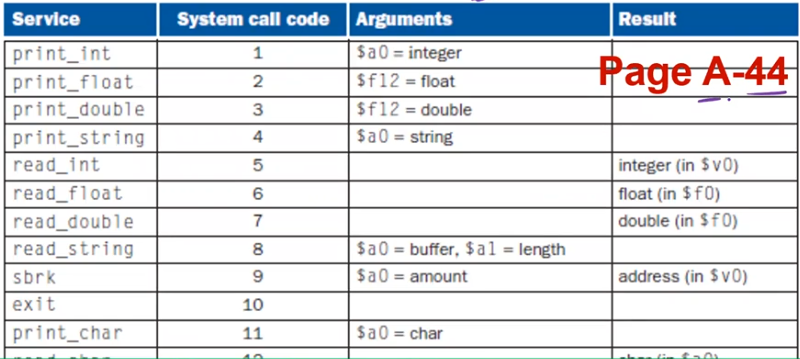 Service System call code Arguments Result
print_int 1 $a0 = integer
print_float 2 $f12 = float
Page A-44
print_double 3 $f12 = double
print_string 4 $a0 = string
read_int 5 integer (in $v0)
read_float 6 float (in $f0)
read_double 7 double (in $f0)
read_string 8 $a0 = buffer, $a1 = length
sbrk 9 $a0 = amount address (in $v0)
exit 10
print_char 11 $a0 = char